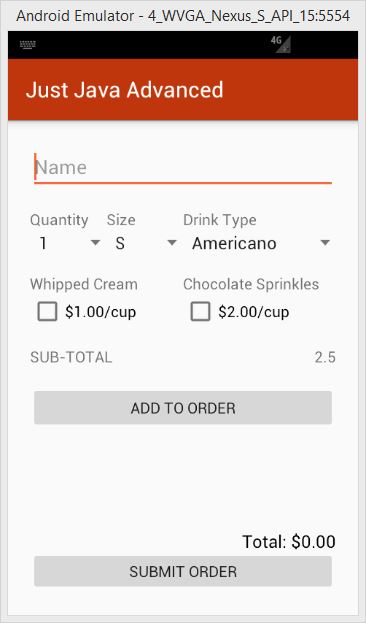 Android Emulator - 4_WVGA_Nexus_S_API_15:5554
4G
Just Java Advanced
Name
Quantity Size Drink Type
1 S Americano
Whipped Cream Chocolate Sprinkles
$1.00/cup $2.00/cup
SUB-TOTAL 2.5
ADD TO ORDER
Total: $0.00
SUBMIT ORDER